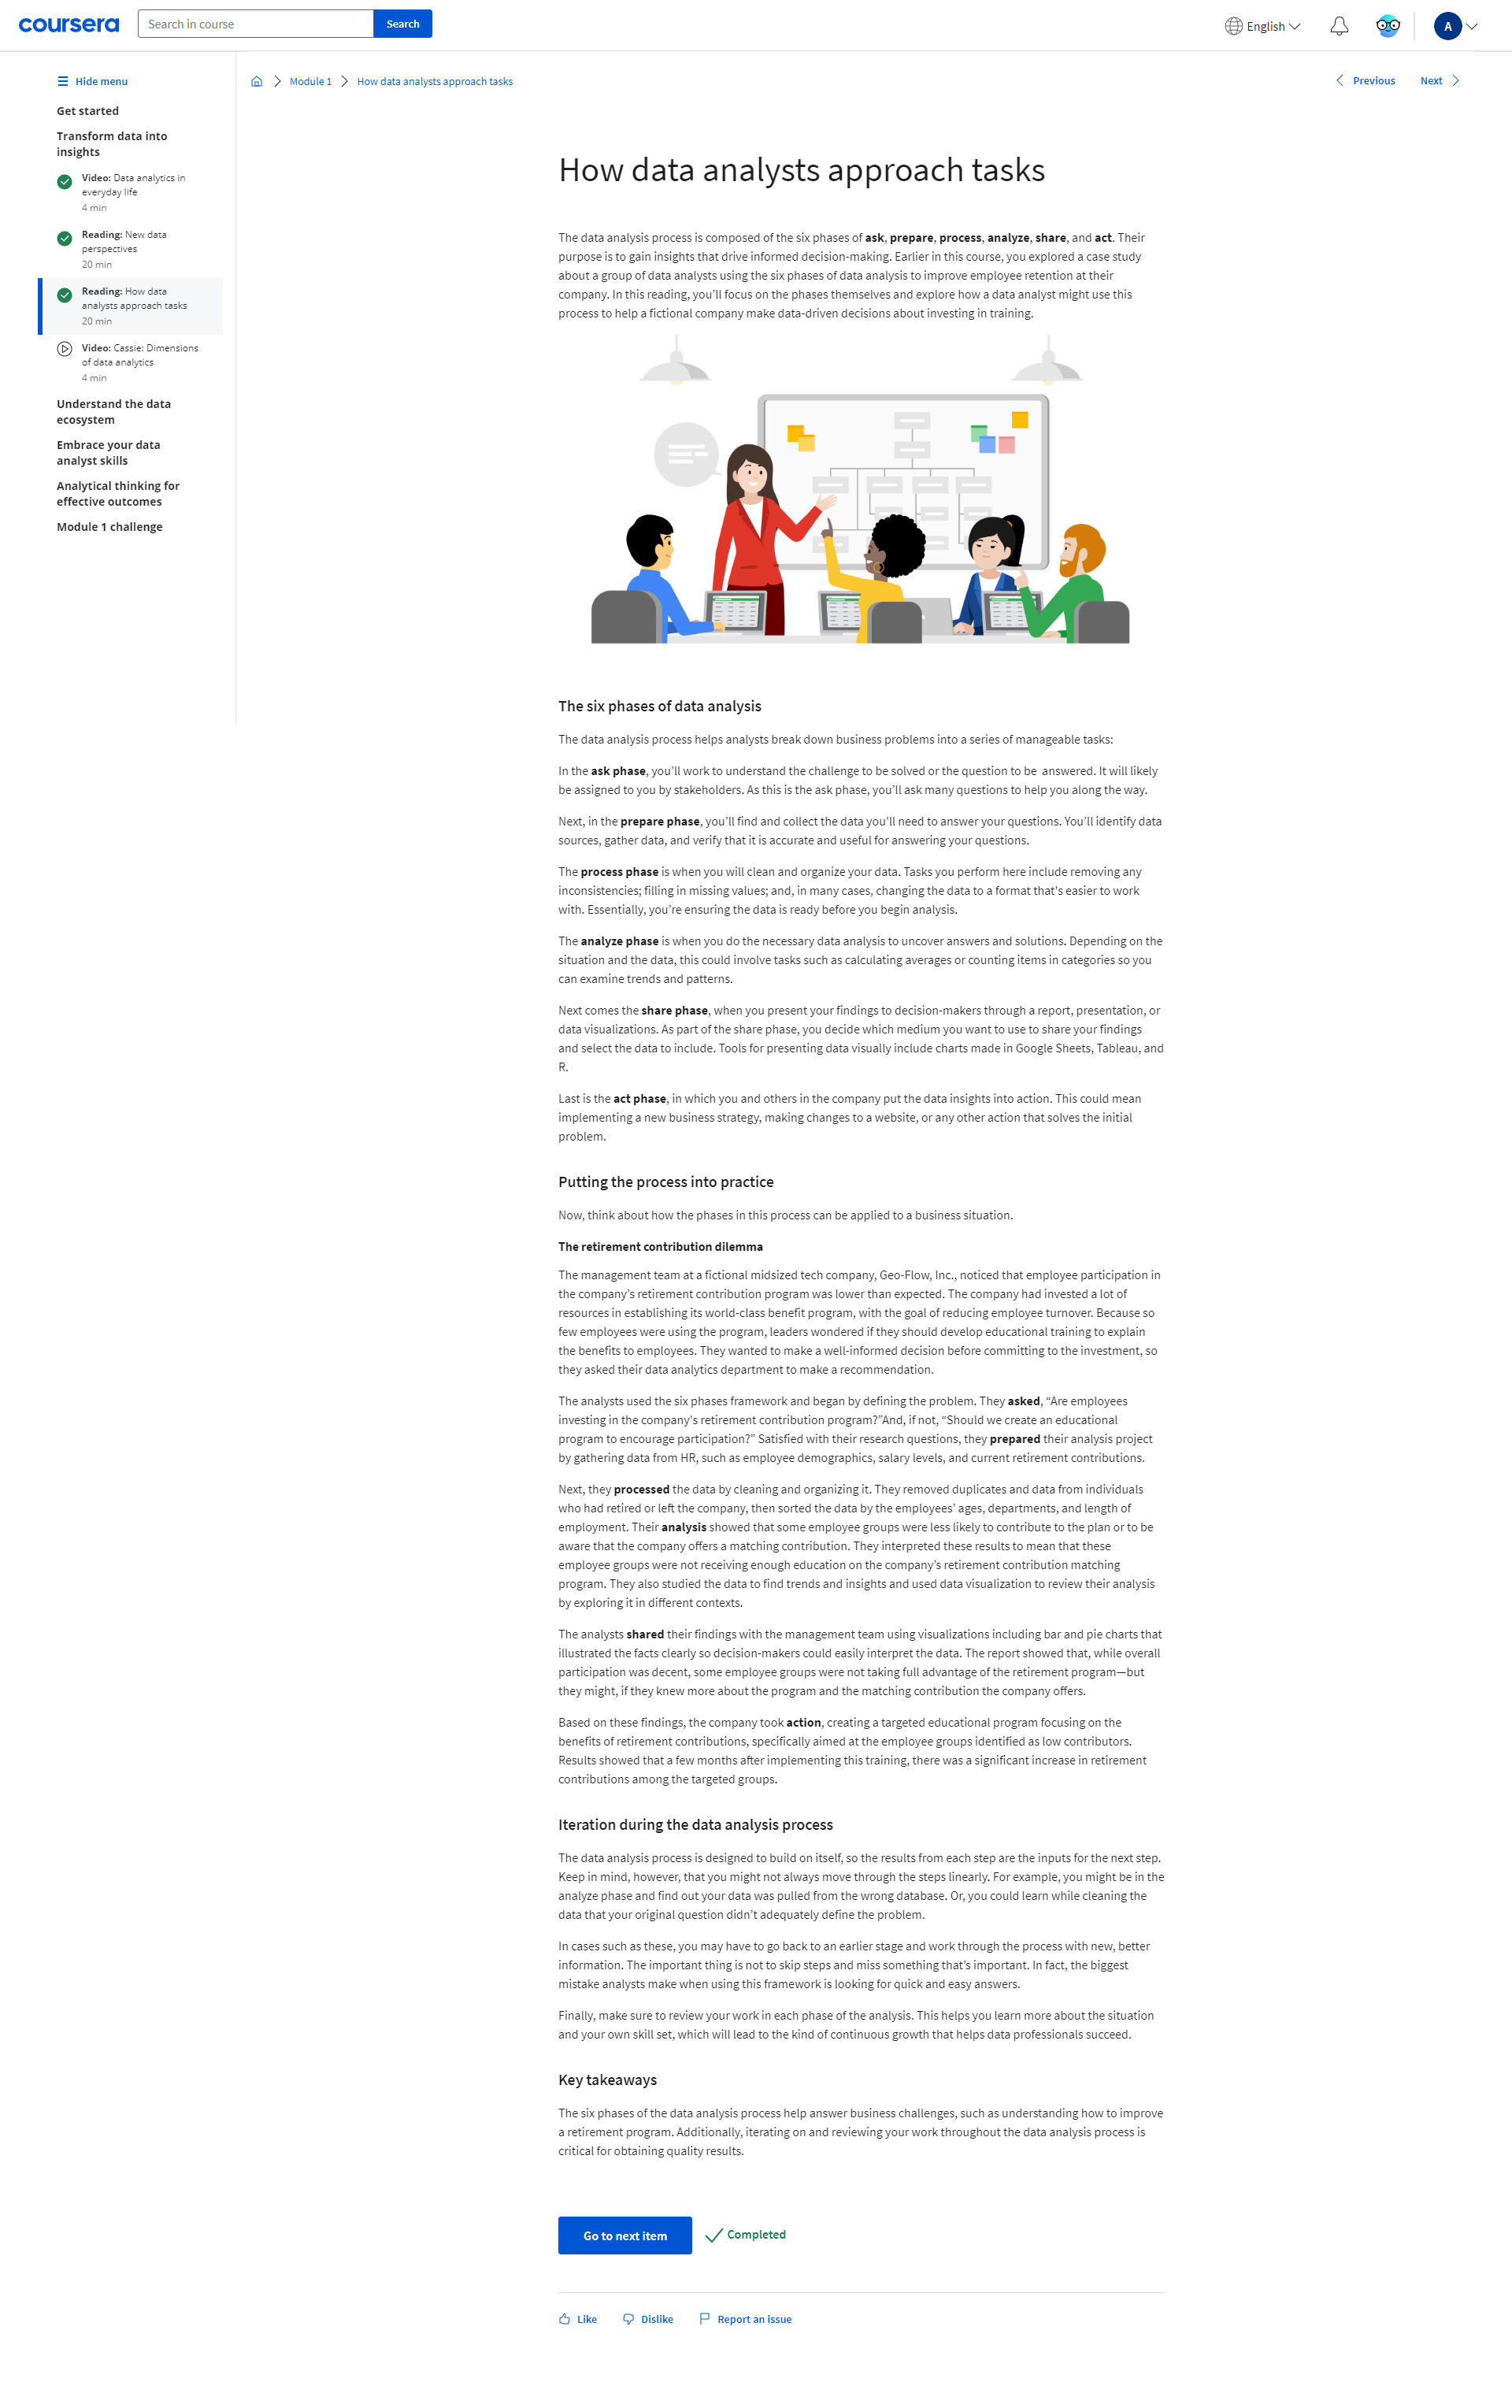 coursera
Search in course
Search
English
A
Hide menu
Module 1
How data analysts approach tasks
Previous
Next
Get started
Transform data into
insights
Video: Data analytics in
everyday life
4 min
Reading: New data
perspectives
20 min
Reading: How data
analysts approach tasks
20 min
Video: Cassie: Dimensions
of data analytics
4 min
Understand the data
ecosystem
Embrace your data
analyst skills
Analytical thinking for
effective outcomes
Module 1 challenge
How data analysts approach tasks
The data analysis process is composed of the six phases of ask, prepare, process, analyze, share, and act. Their
purpose is to gain insights that drive informed decision-making. Earlier in this course, you explored a case study
about a group of data analysts using the six phases of data analysis to improve employee retention at their
company. In this reading, you’ll focus on the phases themselves and explore how a data analyst might use this
process to help a fictional company make data-driven decisions about investing in training.
The six phases of data analysis
The data analysis process helps analysts break down business problems into a series of manageable tasks:
In the ask phase, you’ll work to understand the challenge to be solved or the question to be  answered. It will likely
be assigned to you by stakeholders. As this is the ask phase, you’ll ask many questions to help you along the way.
Next, in the prepare phase, you’ll find and collect the data you'll need to answer your questions. You’ll identify data
sources, gather data, and verify that it is accurate and useful for answering your questions.
The process phase is when you will clean and organize your data. Tasks you perform here include removing any
inconsistencies; filling in missing values; and, in many cases, changing the data to a format that's easier to work
with. Essentially, you’re ensuring the data is ready before you begin analysis.
The analyze phase is when you do the necessary data analysis to uncover answers and solutions. Depending on the
situation and the data, this could involve tasks such as calculating averages or counting items in categories so you
can examine trends and patterns.
Next comes the share phase, when you present your findings to decision-makers through a report, presentation, or
data visualizations. As part of the share phase, you decide which medium you want to use to share your findings
and select the data to include. Tools for presenting data visually include charts made in Google Sheets, Tableau, and
R.
Last is the act phase, in which you and others in the company put the data insights into action. This could mean
implementing a new business strategy, making changes to a website, or any other action that solves the initial
problem.
Putting the process into practice
Now, think about how the phases in this process can be applied to a business situation.
The retirement contribution dilemma
The management team at a fictional midsized tech company, Geo-Flow, Inc., noticed that employee participation in
the company’s retirement contribution program was lower than expected. The company had invested a lot of
resources in establishing its world-class benefit program, with the goal of reducing employee turnover. Because so
few employees were using the program, leaders wondered if they should develop educational training to explain
the benefits to employees. They wanted to make a well-informed decision before committing to the investment, so
they asked their data analytics department to make a recommendation.
The analysts used the six phases framework and began by defining the problem. They asked, “Are employees
investing in the company’s retirement contribution program?”And, if not, “Should we create an educational
program to encourage participation?” Satisfied with their research questions, they prepared their analysis project
by gathering data from HR, such as employee demographics, salary levels, and current retirement contributions.
Next, they processed the data by cleaning and organizing it. They removed duplicates and data from individuals
who had retired or left the company, then sorted the data by the employees’ ages, departments, and length of
employment. Their analysis showed that some employee groups were less likely to contribute to the plan or to be
aware that the company offers a matching contribution. They interpreted these results to mean that these
employee groups were not receiving enough education on the company’s retirement contribution matching
program. They also studied the data to find trends and insights and used data visualization to review their analysis
by exploring it in different contexts.
The analysts shared their findings with the management team using visualizations including bar and pie charts that
illustrated the facts clearly so decision-makers could easily interpret the data. The report showed that, while overall
participation was decent, some employee groups were not taking full advantage of the retirement program—but
they might, if they knew more about the program and the matching contribution the company offers.
Based on these findings, the company took action, creating a targeted educational program focusing on the
benefits of retirement contributions, specifically aimed at the employee groups identified as low contributors.
Results showed that a few months after implementing this training, there was a significant increase in retirement
contributions among the targeted groups.
Iteration during the data analysis process
The data analysis process is designed to build on itself, so the results from each step are the inputs for the next step.
Keep in mind, however, that you might not always move through the steps linearly. For example, you might be in the
analyze phase and find out your data was pulled from the wrong database. Or, you could learn while cleaning the
data that your original question didn’t adequately define the problem.
In cases such as these, you may have to go back to an earlier stage and work through the process with new, better
information. The important thing is not to skip steps and miss something that’s important. In fact, the biggest
mistake analysts make when using this framework is looking for quick and easy answers.
Finally, make sure to review your work in each phase of the analysis. This helps you learn more about the situation
and your own skill set, which will lead to the kind of continuous growth that helps data professionals succeed.
Key takeaways
The six phases of the data analysis process help answer business challenges, such as understanding how to improve
a retirement program. Additionally, iterating on and reviewing your work throughout the data analysis process is
critical for obtaining quality results.
Go to next item
Completed
Like
Dislike
Report an issue